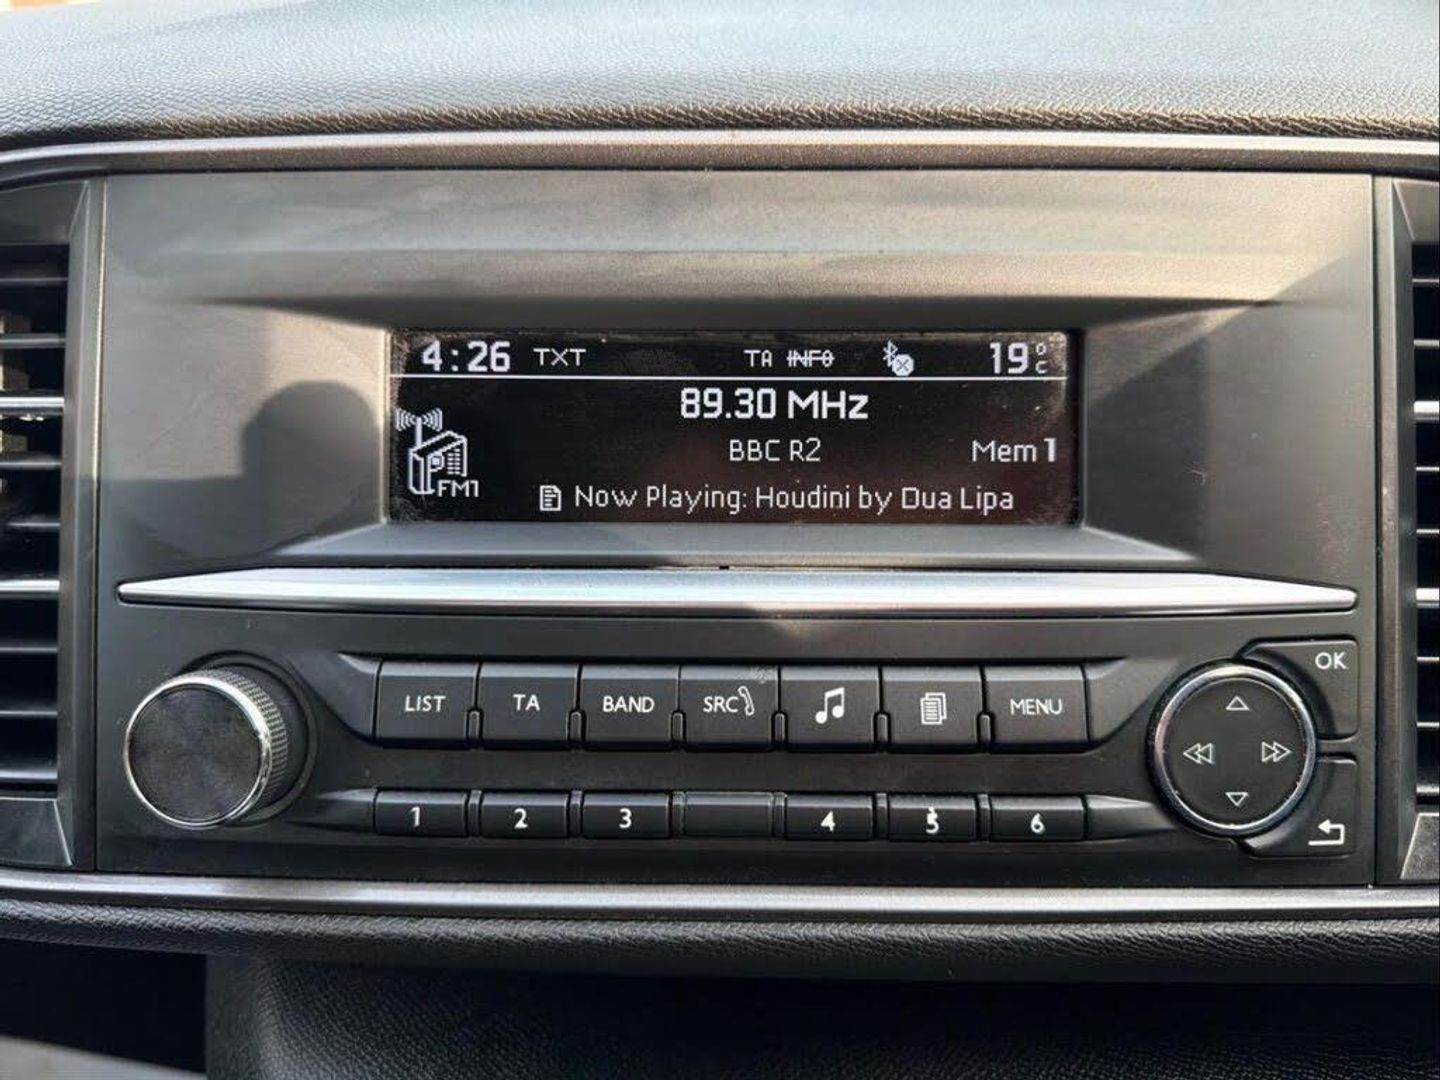 4:26 TXT TA INFO 19°C
89.30 MHz
BBC R2 Mem 1
FM1 Now Playing: Houdini by Dua Lipa
OK
LIST TA BAND SRC MENU
1 2 3 4 5 6